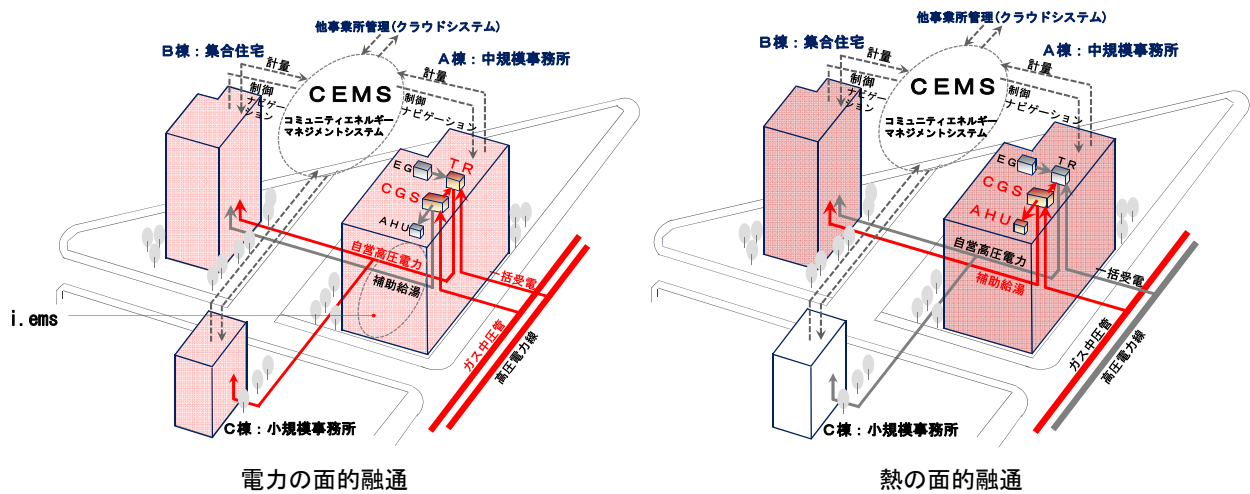 他事業所管理(クラウドシステム)
B棟：集合住宅
A棟：中規模事務所
計量
計量
制御
ナビゲーション
制御
ナビゲーション
CEMS
コミュニティエネルギー
マネジメントシステム
EG
TR
CGS
AHU
自営高圧電力
補助給湯
一括受電
i.ems
ガス中圧管
高圧電力線
C棟：小規模事務所
電力の面的融通
他事業所管理(クラウドシステム)
B棟：集合住宅
A棟：中規模事務所
計量
計量
制御
ナビゲーション
制御
ナビゲーション
CEMS
コミュニティエネルギー
マネジメントシステム
EG
TR
CGS
AHU
自営高圧電力
補助給湯
一括受電
ガス中圧管
高圧電力線
C棟：小規模事務所
熱の面的融通